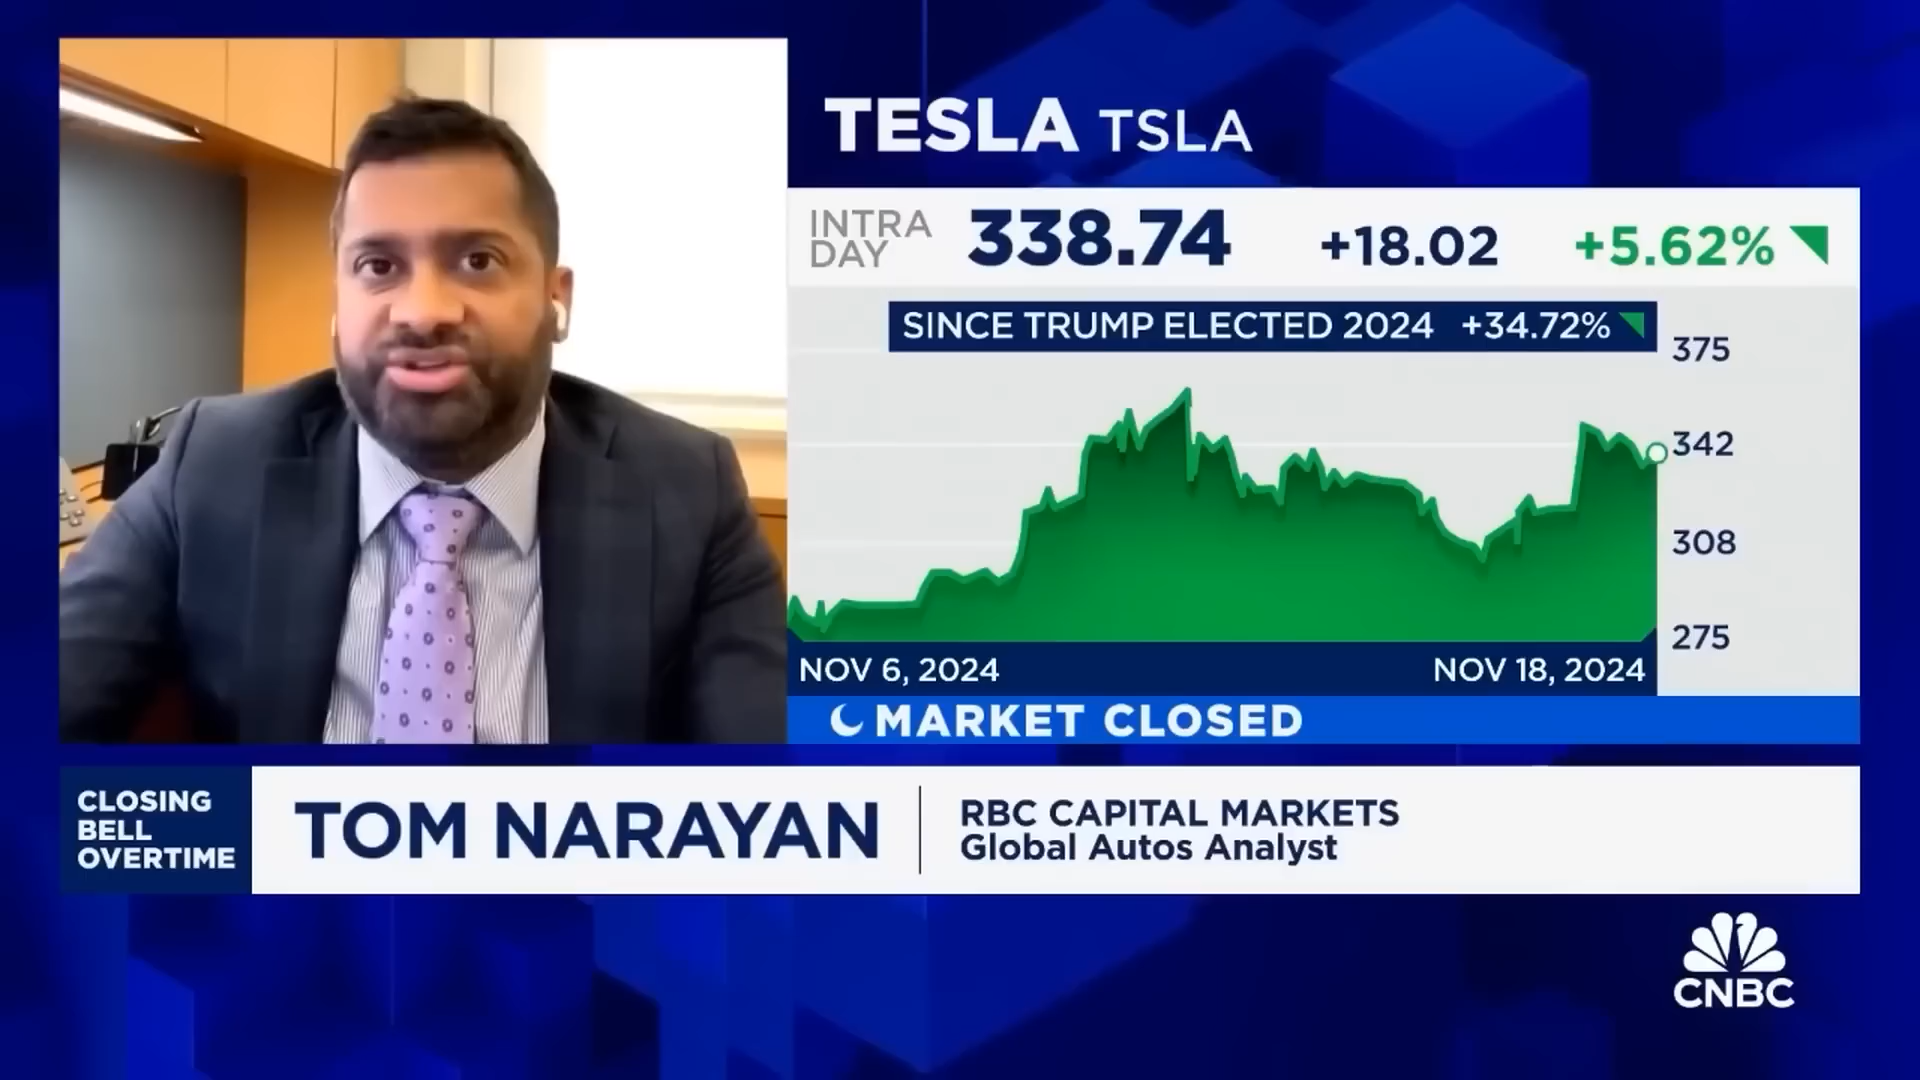 TESLA TSLA
INTRA
DAY
338.74 +18.02 +5.62%
SINCE TRUMP ELECTED 2024 +34.72%
375
342
308
275
NOV 6, 2024 NOV 18, 2024
MARKET CLOSED
CLOSING
BELL
OVERTIME
TOM NARAYAN
RBC CAPITAL MARKETS
Global Autos Analyst
CNBC